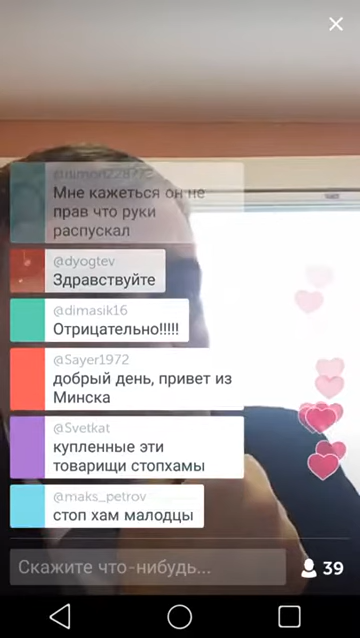 @dimon228773
Мне кажеться он не
прав что руки
распускал
@dyogtev
Здравствуйте
@dimasik16
Отрицательно!!!!!
@Sayer1972
добрый день, привет из
Минска
@Svetkat
купленные эти
товарищи стопхамы
@maks_petrov
стоп хам малодцы
Скажите что-нибудь...
39